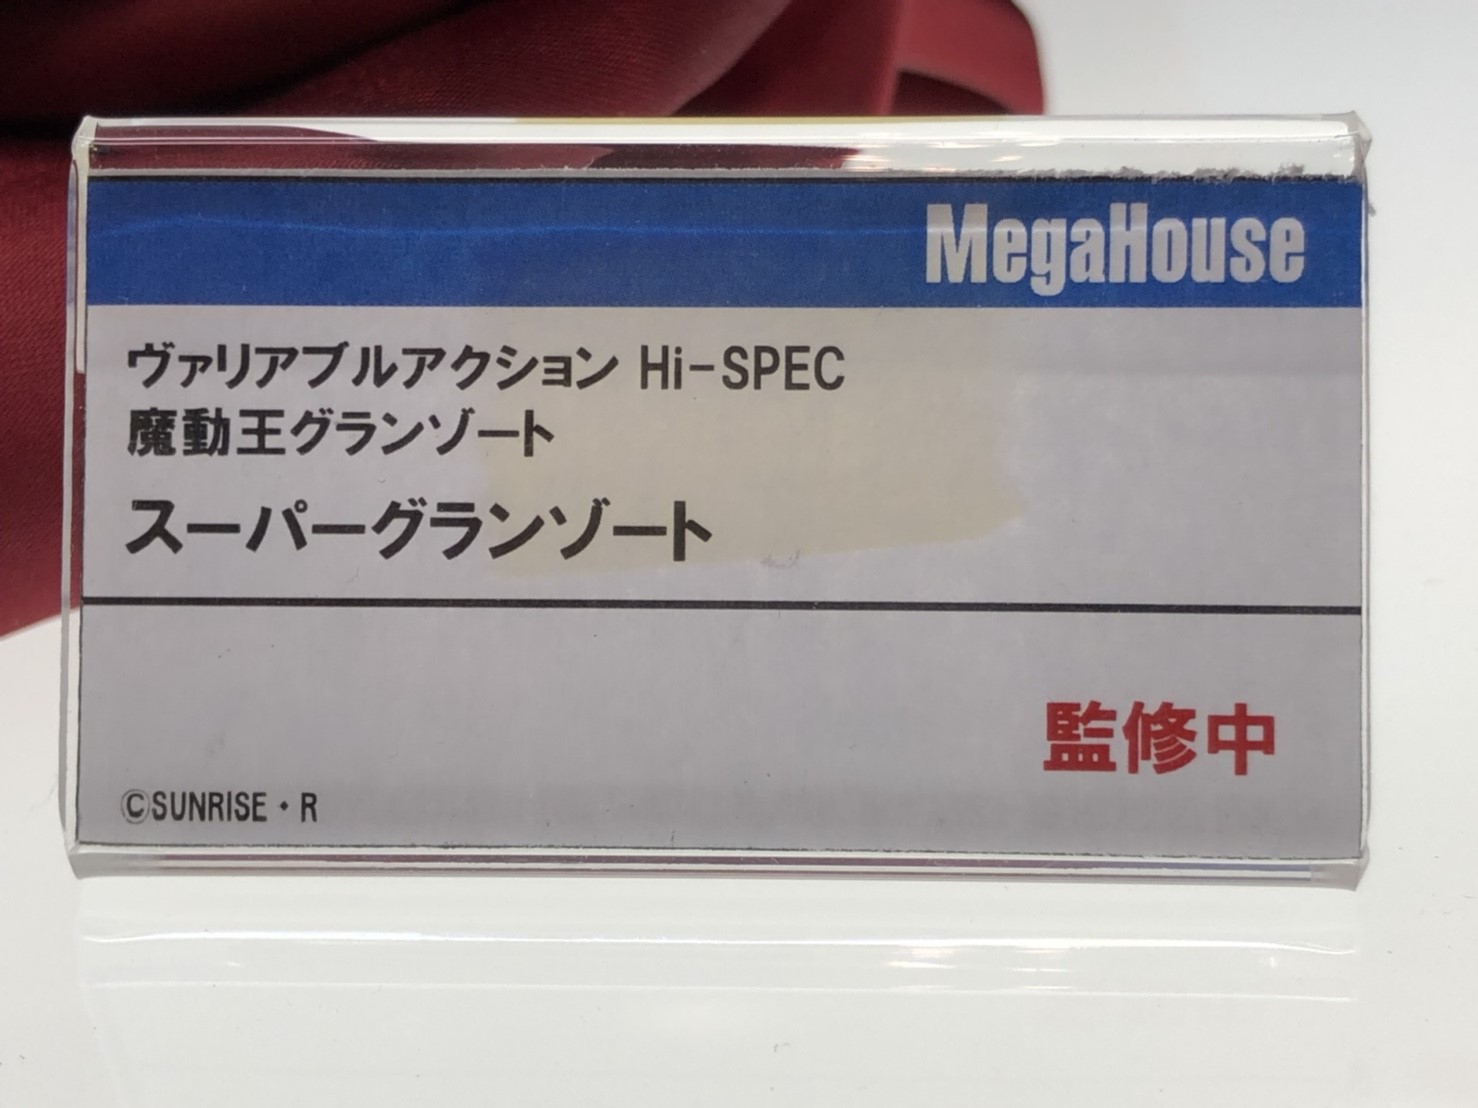 MegaHouse
ヴァリアブルアクション Hi-SPEC
魔動王グランゾート
スーパーグランゾート
監修中
©SUNRISE・R